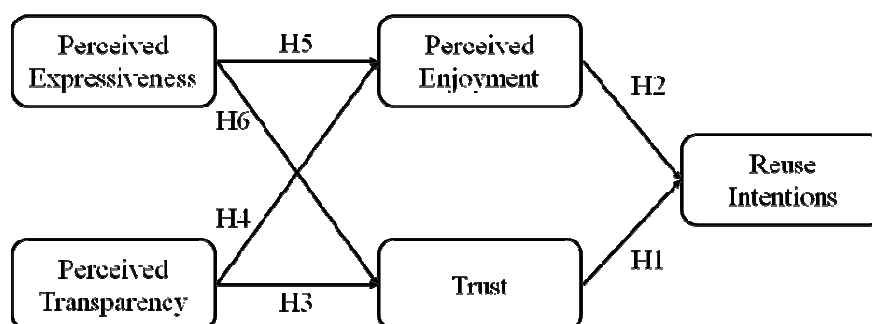 Perceived
Expressiveness
H5
Perceived
Enjoyment
H2
H6
Reuse
Intentions
H4
Perceived
Transparency
H3
Trust
H1